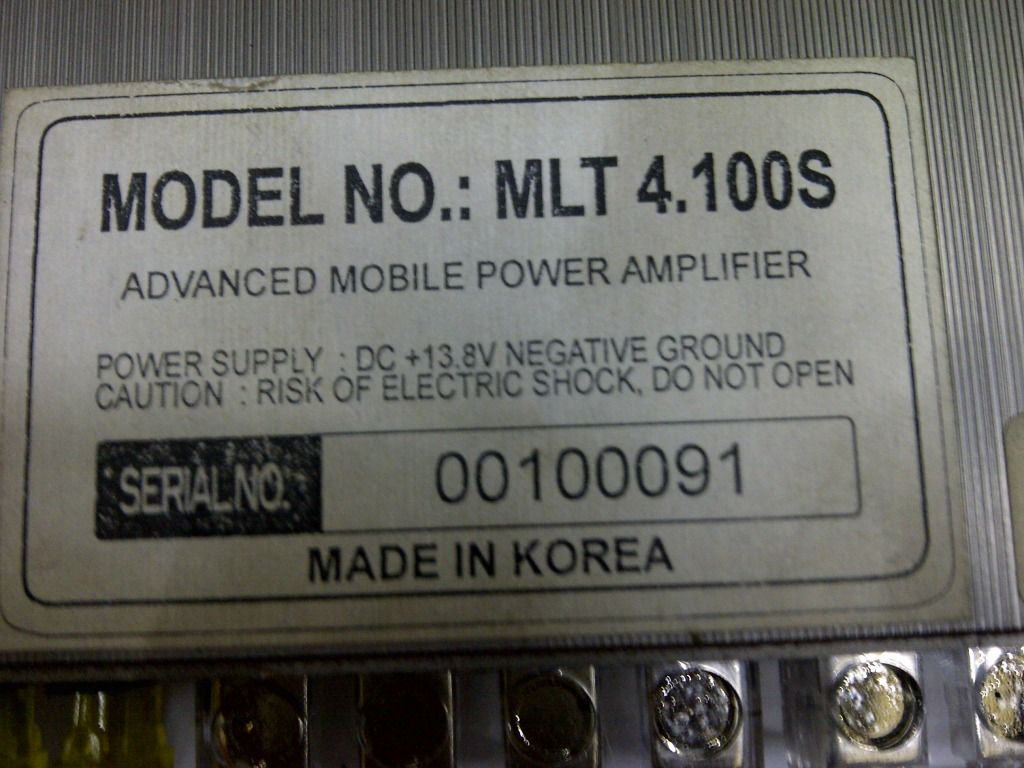 MODEL NO.: MLT 4.100S
ADVANCED MOBILE POWER AMPLIFIER
POWER SUPPLY : DC +13.8V NEGATIVE GROUND
CAUTION : RISK OF ELECTRIC SHOCK, DO NOT OPEN
SERIAL NO. 00100091
MADE IN KOREA